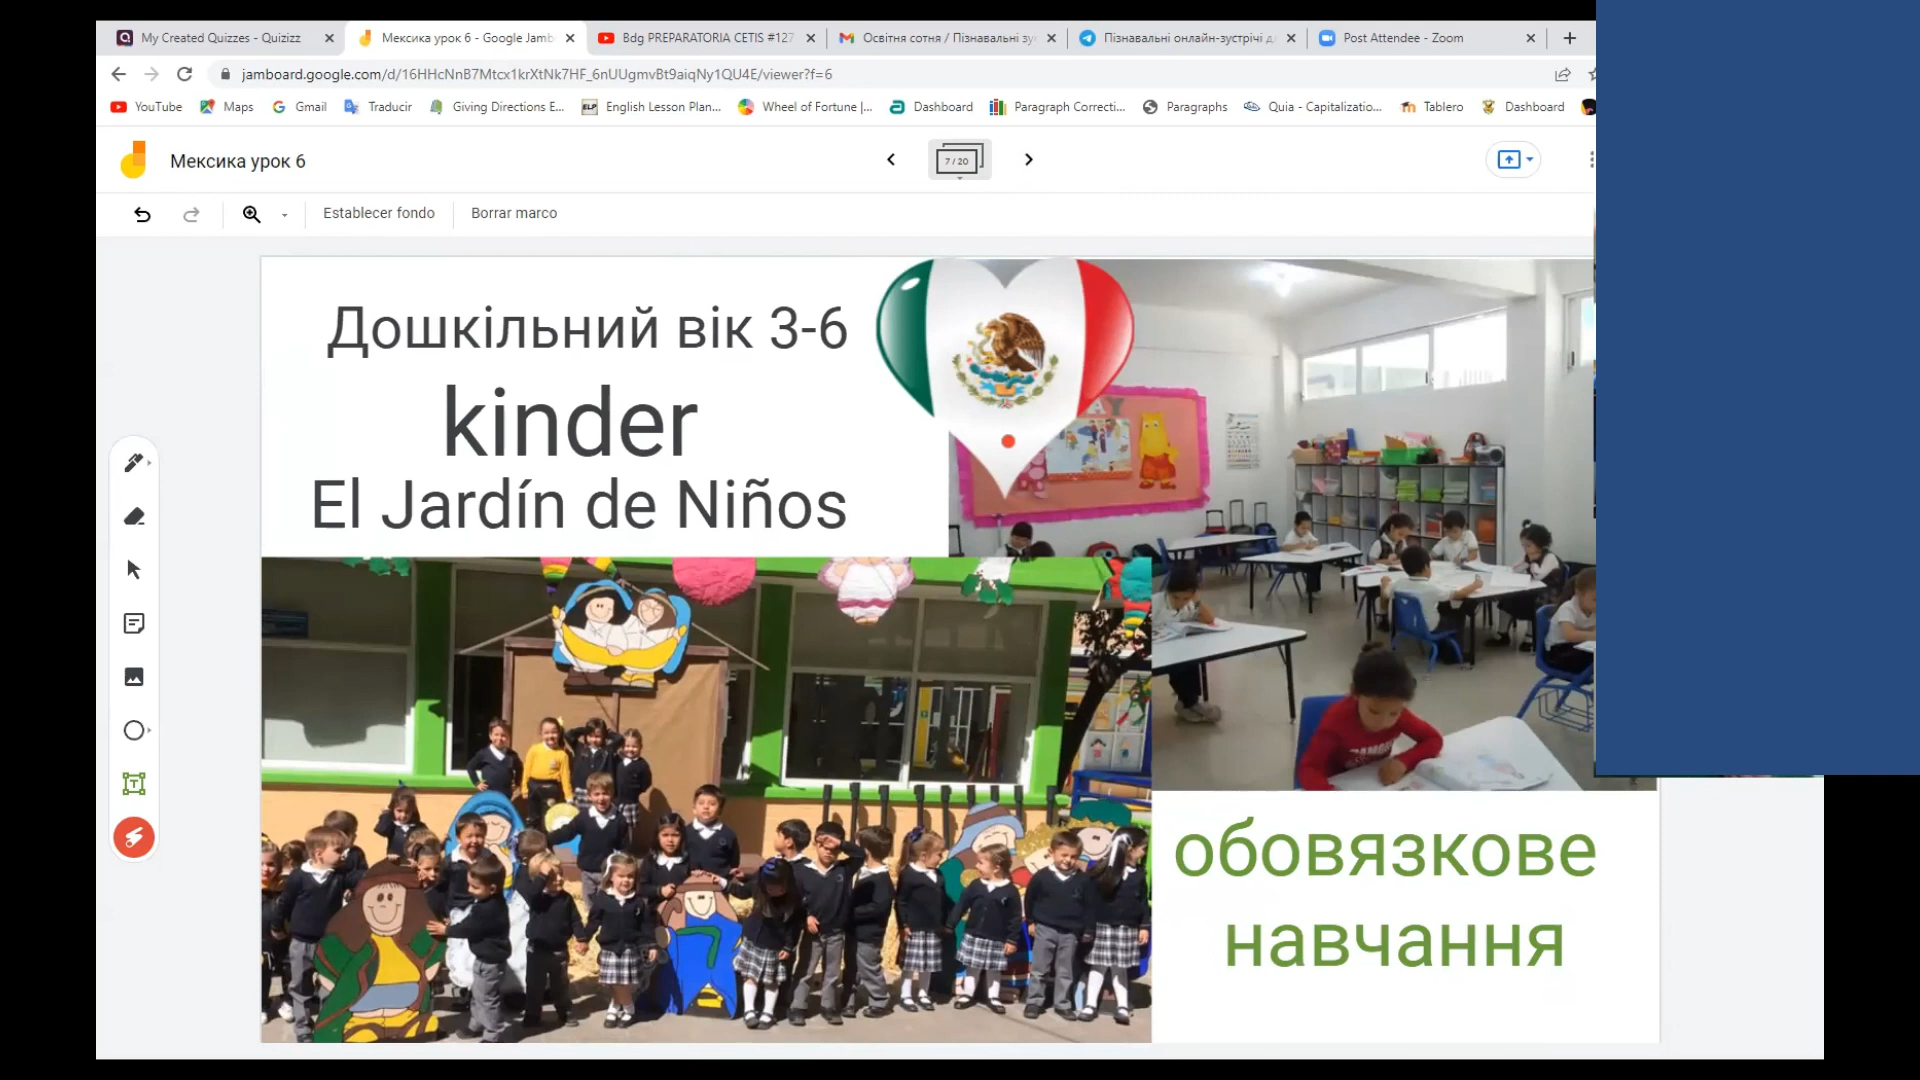 My Created Quizzes - Quizizz
Мексика урок 6 - Google Jamb
Bdg PREPARATORIA CETIS #127
Освітня сотня / Пізнавальні зу
Пізнавальні онлайн-зустрічі д
Post Attendee - Zoom
jamboard.google.com/d/16HHcNnB7Mtcx1krXtNk7HF_6nUUgmvBt9aiqNy1QU4E/viewer?f=6
YouTube
Maps
Gmail
Traducir
Giving Directions E...
ELP
English Lesson Plan...
Wheel of Fortune |...
Dashboard
Paragraph Correcti...
Paragraphs
Quia - Capitalizatio...
Tablero
Dashboard
Мексика урок 6
7 / 20
Establecer fondo
Borrar marco
Дошкільний вік 3-6
kinder
El Jardín de Niños
обовязкове
навчання